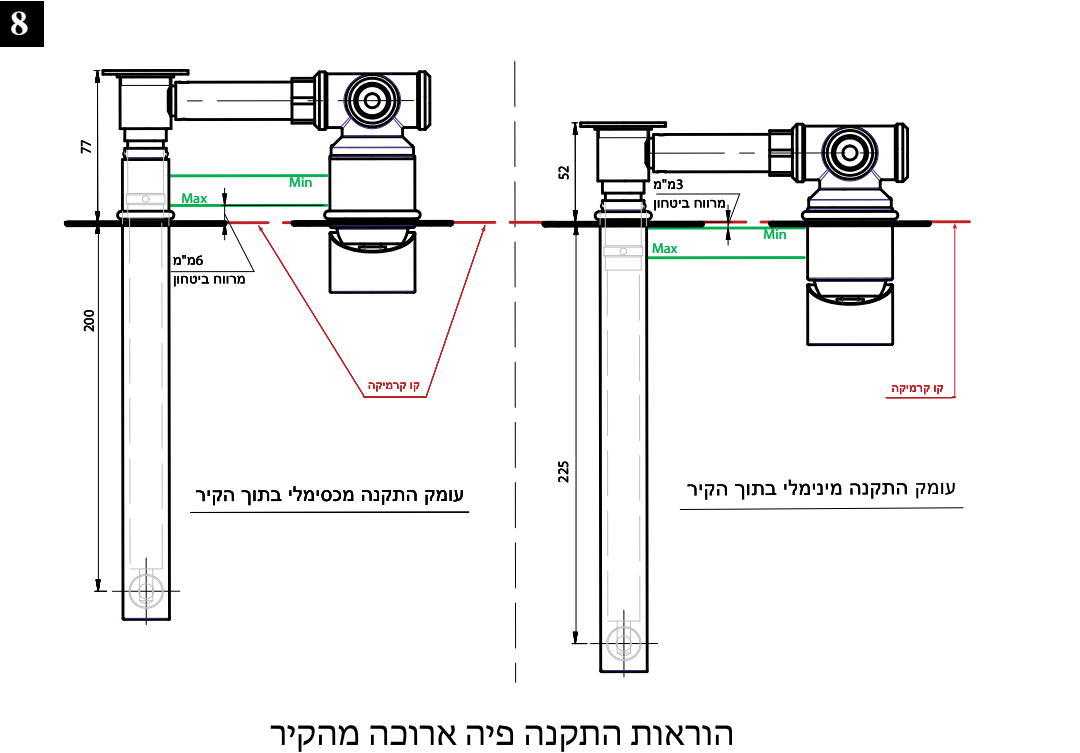 8
77
Min
Max
6מ"מ
מרווח ביטחון
200
קו קרמיקה
עומק התקנה מכסימלי בתוך הקיר
52
3מ"מ
מרווח ביטחון
Min
Max
קו קרמיקה
225
עומק התקנה מינימלי בתוך הקיר
הוראות התקנה פיה ארוכה מהקיר